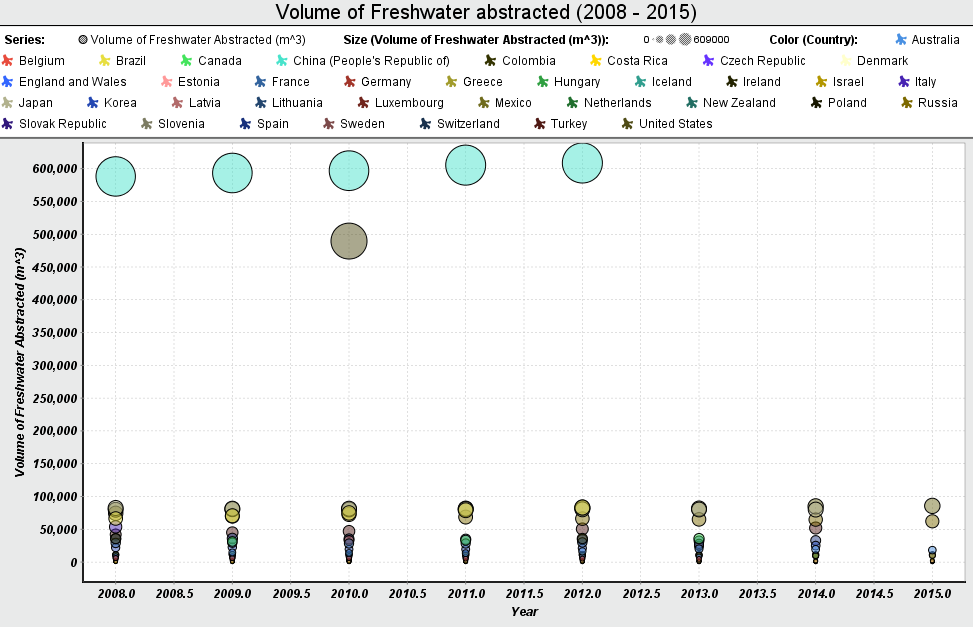 Volume of Freshwater abstracted (2008 - 2015)
Series: Volume of Freshwater Abstracted (m^3) Size (Volume of Freshwater Abstracted (m^3)): 0 609000 Color (Country): Australia
Belgium Brazil Canada China (People's Republic of) Colombia Costa Rica Czech Republic Denmark
England and Wales Estonia France Germany Greece Hungary Iceland Ireland Israel Italy
Japan Korea Latvia Lithuania Luxembourg Mexico Netherlands New Zealand Poland Russia
Slovak Republic Slovenia Spain Sweden Switzerland Turkey United States
Volume of Freshwater Abstracted (m^3)
600,000
550,000
500,000
450,000
400,000
350,000
300,000
250,000
200,000
150,000
100,000
50,000
0
2008.0 2008.5 2009.0 2009.5 2010.0 2010.5 2011.0 2011.5 2012.0 2012.5 2013.0 2013.5 2014.0 2014.5 2015.0
Year